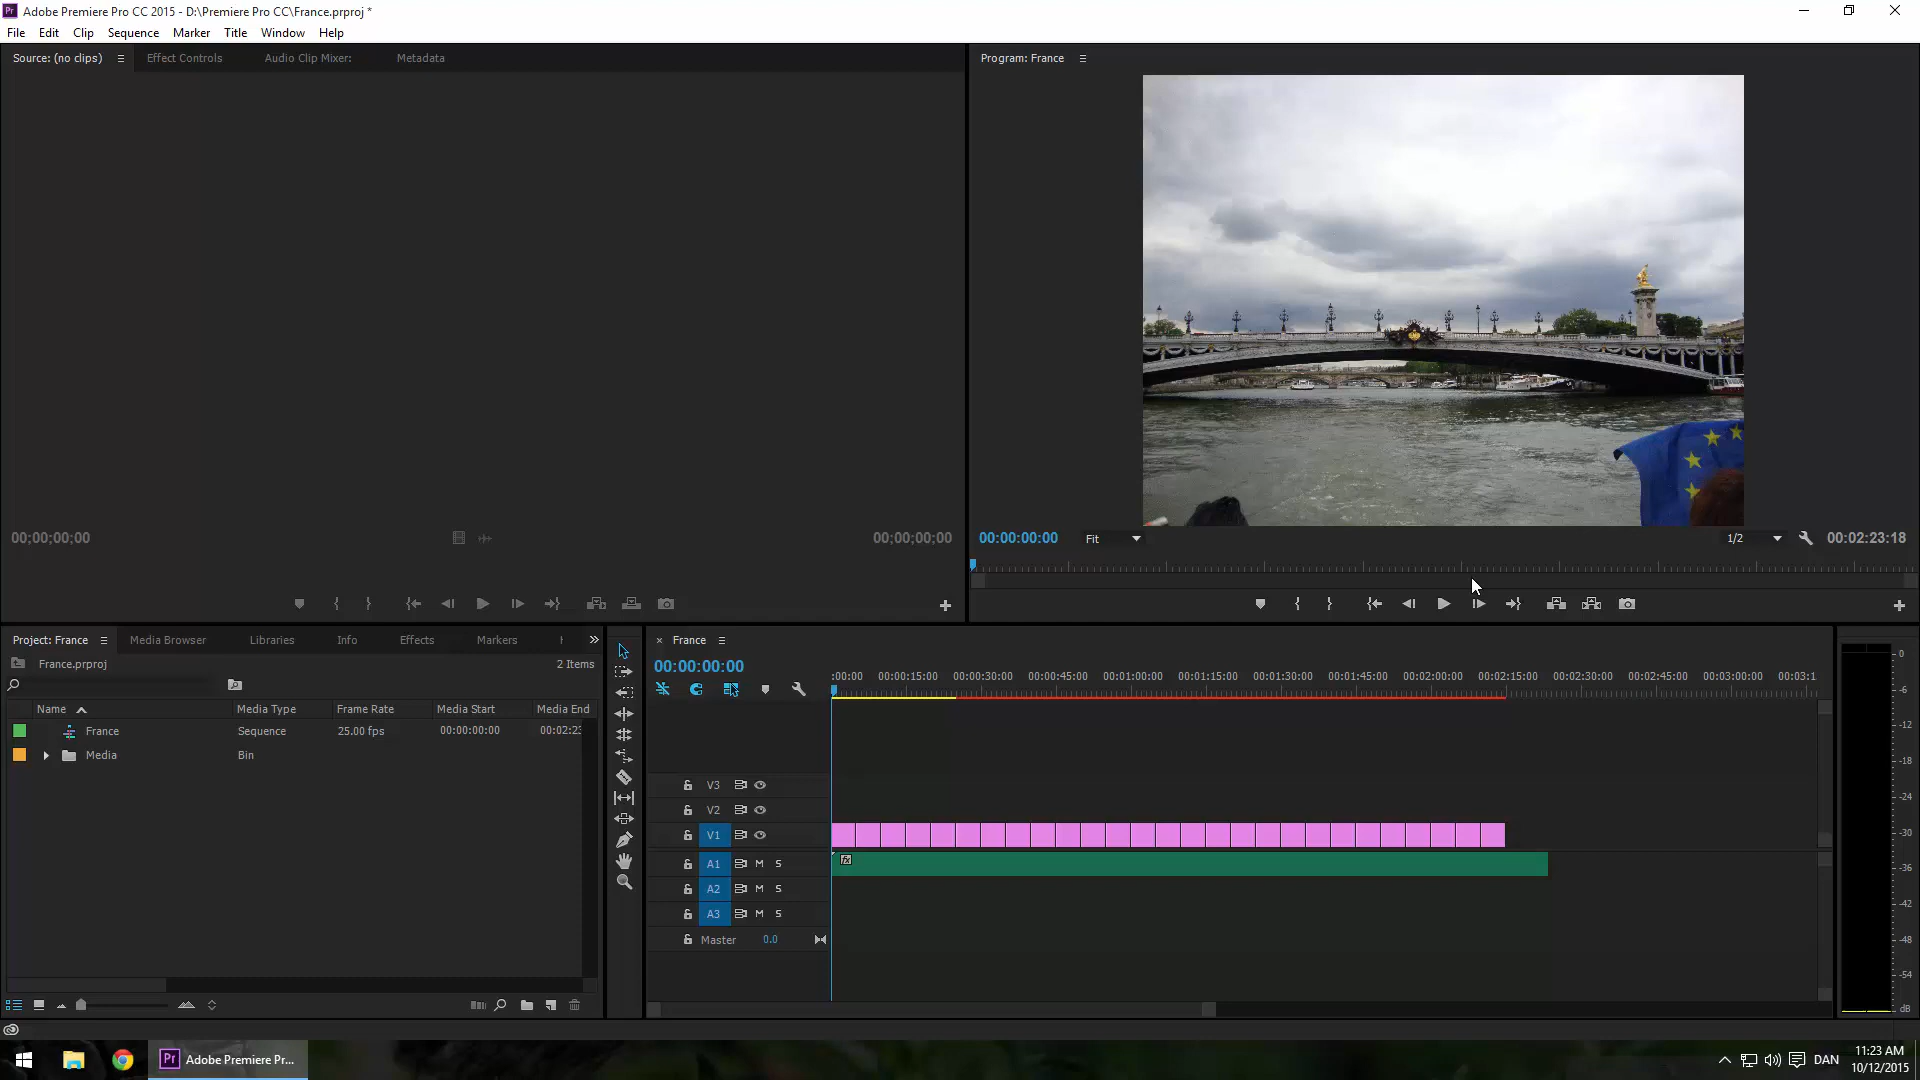 Pr Adobe Premiere Pro CC 2015 - D:\Premiere Pro CC\France.prproj *
File Edit Clip Sequence Marker Title Window Help
Source: (no clips) Effect Controls Audio Clip Mixer: Metadata
Program: France
00;00;00;00 00;00;00;00
00:00:00:00 Fit 1/2 00:02:23:18
Project: France Media Browser Libraries Info Effects Markers
France.prproj 2 Items
Name Media Type Frame Rate Media Start Media End
France Sequence 25.00 fps 00:00:00:00 00:02:23
Media Bin
France
00:00:00:00
:00:00 00:00:15:00 00:00:30:00 00:00:45:00 00:01:00:00 00:01:15:00 00:01:30:00 00:01:45:00 00:02:00:00 00:02:15:00 00:02:30:00 00:02:45:00 00:03:00:00 00:03:1
V3
V2
V1
A1 M S fx
A2 M S
A3 M S
Master 0.0
0
-6
-12
-18
-24
-30
-36
-42
-48
-54
dB
Pr Adobe Premiere Pr...
DAN
11:23 AM
10/12/2015